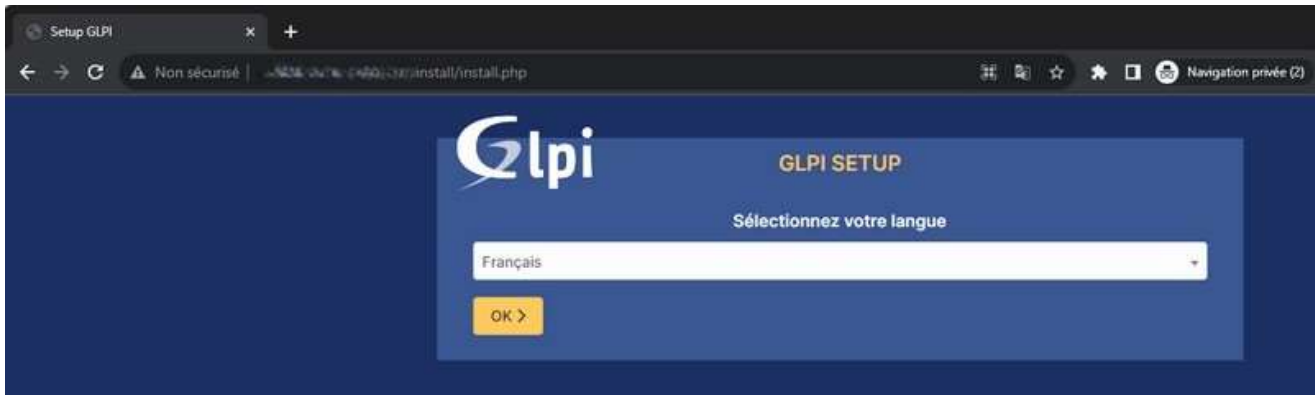 Setup GLPI
Non sécurisé install/install.php Navigation privée (2)
Glpi
GLPI SETUP
Sélectionnez votre langue
Français
OK